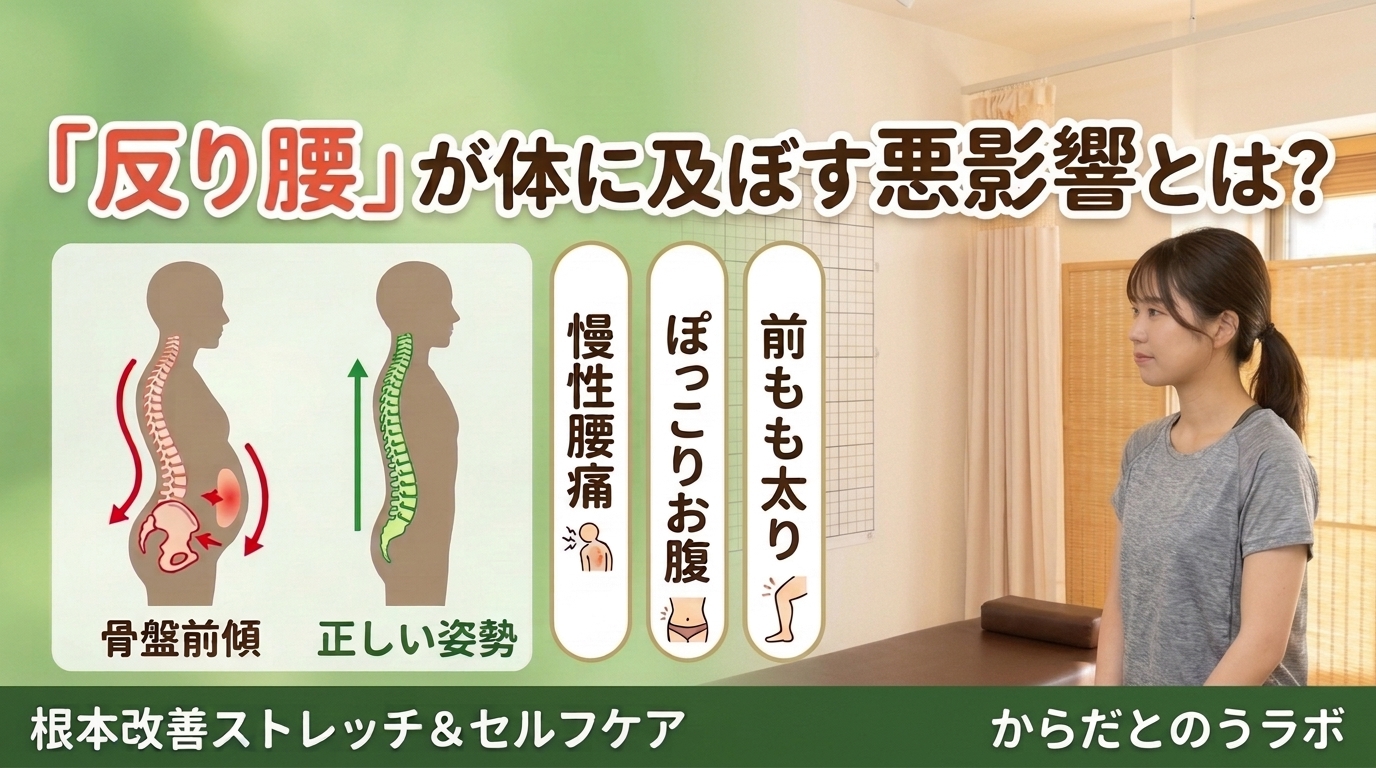 「反り腰」が体に及ぼす悪影響とは?
骨盤前傾
正しい姿勢
慢性腰痛
ぽっこりお腹
前もも太り
根本改善ストレッチ&セルフケア
からだとのうラボ